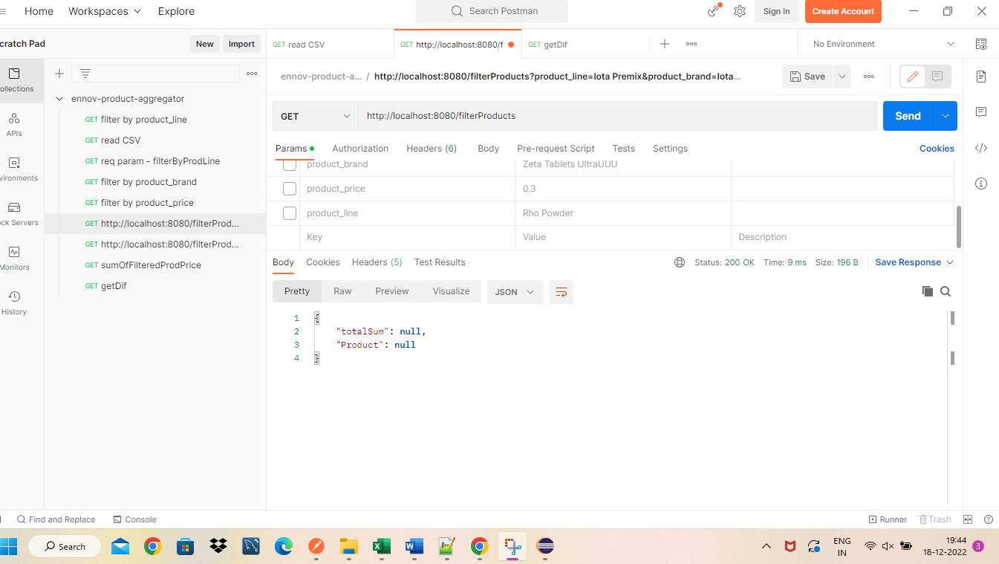 Home Workspaces Explore Search Postman Sign In Create Account
cratch Pad New Import GET read CSV GET http://localhost:8080/f GET getDif No Environment
ennov-product-a... / http://localhost:8080/filterProducts?product_line=Iota Premix&product_brand=Iota... Save
ollections
APIs
vironments
ock Servers
Monitors
History
ennov-product-aggregator
GET filter by product_line
GET read CSV
GET req param - filterByProdLine
GET filter by product_brand
GET filter by product_price
GET http://localhost:8080/filterProd...
GET http://localhost:8080/filterProd...
GET sumOfFilteredProdPrice
GET getDif
GET http://localhost:8080/filterProducts Send
Params Authorization Headers (6) Body Pre-request Script Tests Settings Cookies
product_brand Zeta Tablets UltraUUU
product_price 0.3
product_line Rho Powder
Key Value Description
Body Cookies Headers (5) Test Results Status: 200 OK Time: 9 ms Size: 196 B Save Response
Pretty Raw Preview Visualize JSON
1 {
2 "totalSum": null,
3 "Product": null
4 }
Find and Replace Console Runner Trash
Search ENG 19:44
IN 18-12-2022 3